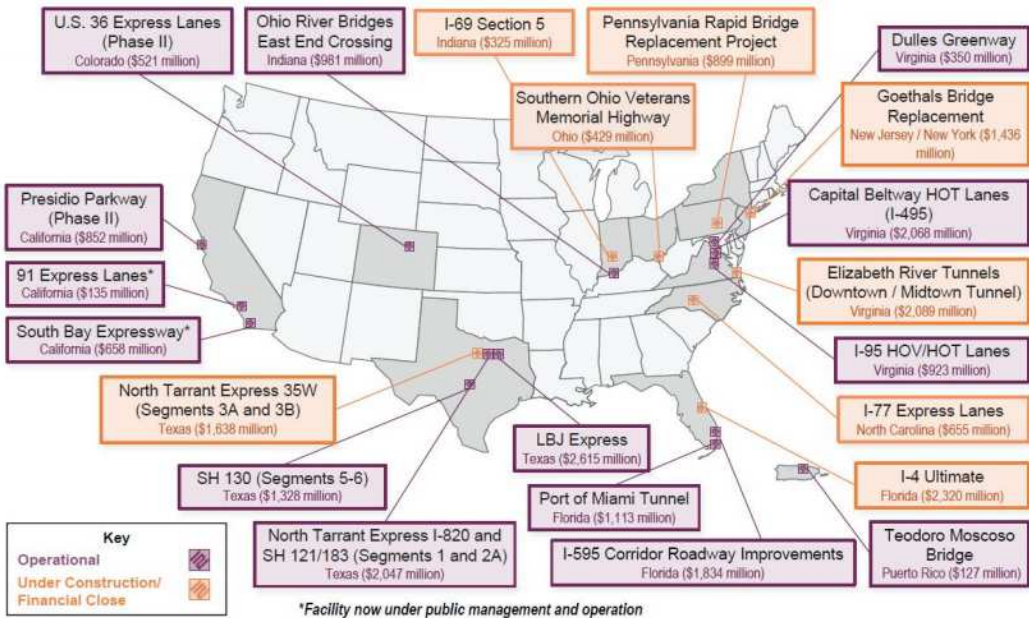 U.S. 36 Express Lanes
(Phase II)
Colorado ($521 million)
Ohio River Bridges
East End Crossing
Indiana ($981 million)
I-69 Section 5
Indiana ($325 million)
Pennsylvania Rapid Bridge
Replacement Project
Pennsylvania ($899 million)
Dulles Greenway
Virginia ($350 million)
Southern Ohio Veterans
Memorial Highway
Ohio ($429 million)
Goethals Bridge
Replacement
New Jersey / New York ($1,436
million)
Presidio Parkway
(Phase II)
California ($852 million)
Capital Beltway HOT Lanes
(I-495)
Virginia ($2,068 million)
91 Express Lanes*
California ($135 million)
Elizabeth River Tunnels
(Downtown / Midtown Tunnel)
Virginia ($2,089 million)
South Bay Expressway*
California ($658 million)
I-95 HOV/HOT Lanes
Virginia ($923 million)
North Tarrant Express 35W
(Segments 3A and 3B)
Texas ($1,638 million)
I-77 Express Lanes
North Carolina ($655 million)
LBJ Express
Texas ($2,615 million)
SH 130 (Segments 5-6)
Texas ($1,328 million)
I-4 Ultimate
Florida ($2,320 million)
Port of Miami Tunnel
Florida ($1,113 million)
North Tarrant Express I-820 and
SH 121/183 (Segments 1 and 2A)
Texas ($2,047 million)
I-595 Corridor Roadway Improvements
Florida ($1,834 million)
Teodoro Moscoso
Bridge
Puerto Rico ($127 million)
Key
Operational
Under Construction/
Financial Close
*Facility now under public management and operation